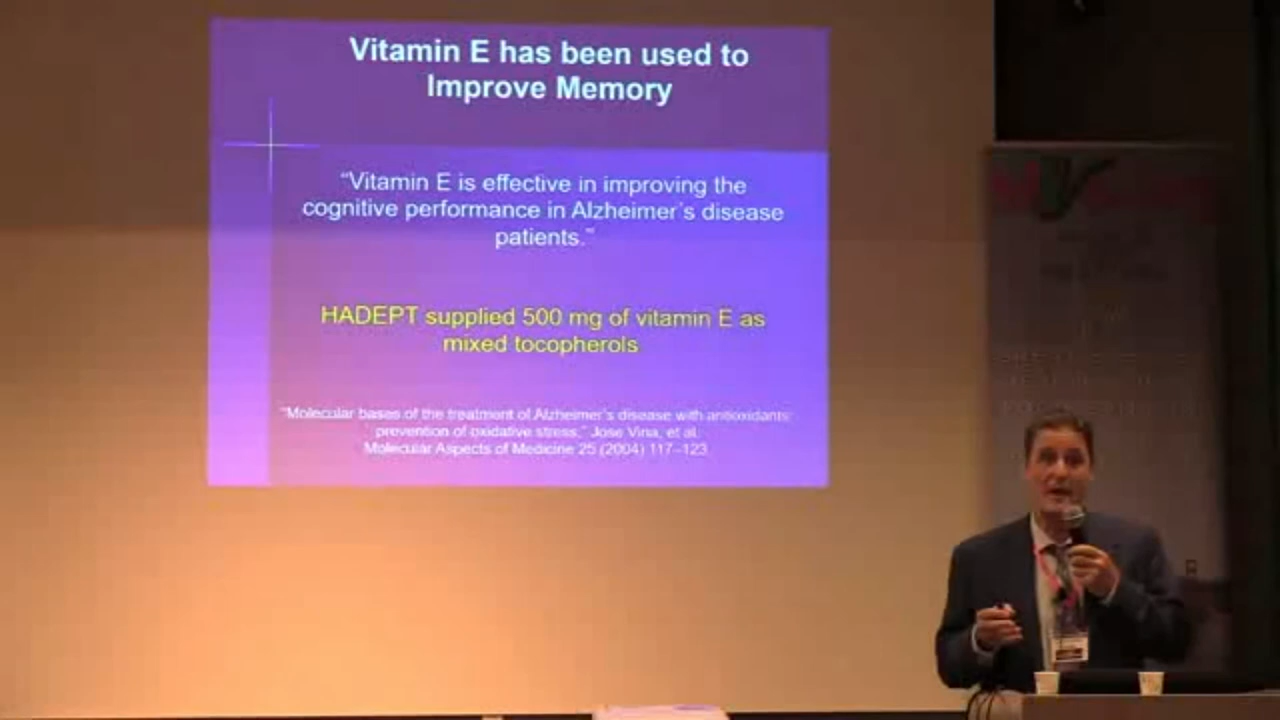 Vitamin E has been used to
Improve Memory
“Vitamin E is effective in improving the
cognitive performance in Alzheimer’s disease
patients.”
HADEPT supplied 500 mg of vitamin E as
mixed tocopherols
“Molecular bases of the treatment of Alzheimer’s disease with antioxidants:
prevention of oxidative stress,” Jose Vina, et al.
Molecular Aspects of Medicine 25 (2004) 117–123